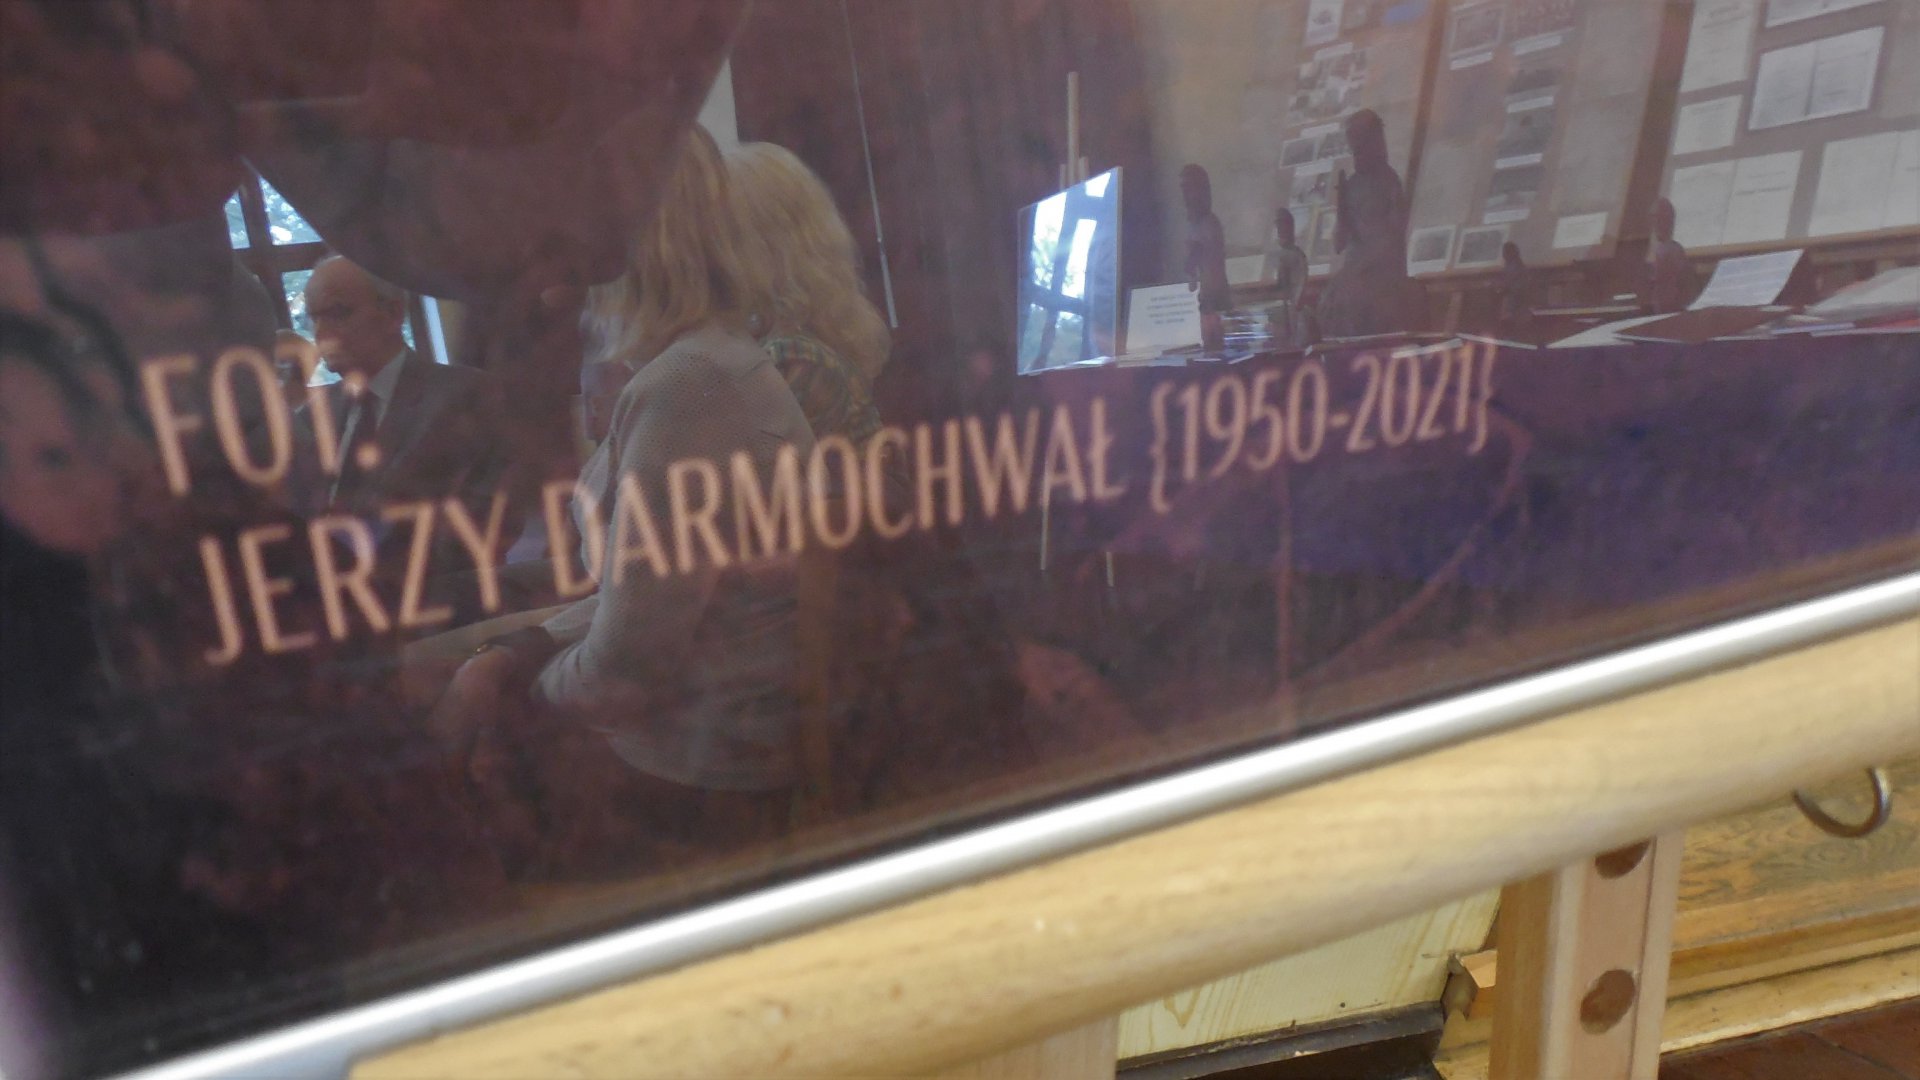 FOT:
JERZY DARMOCHWAŁ {1950-2021}